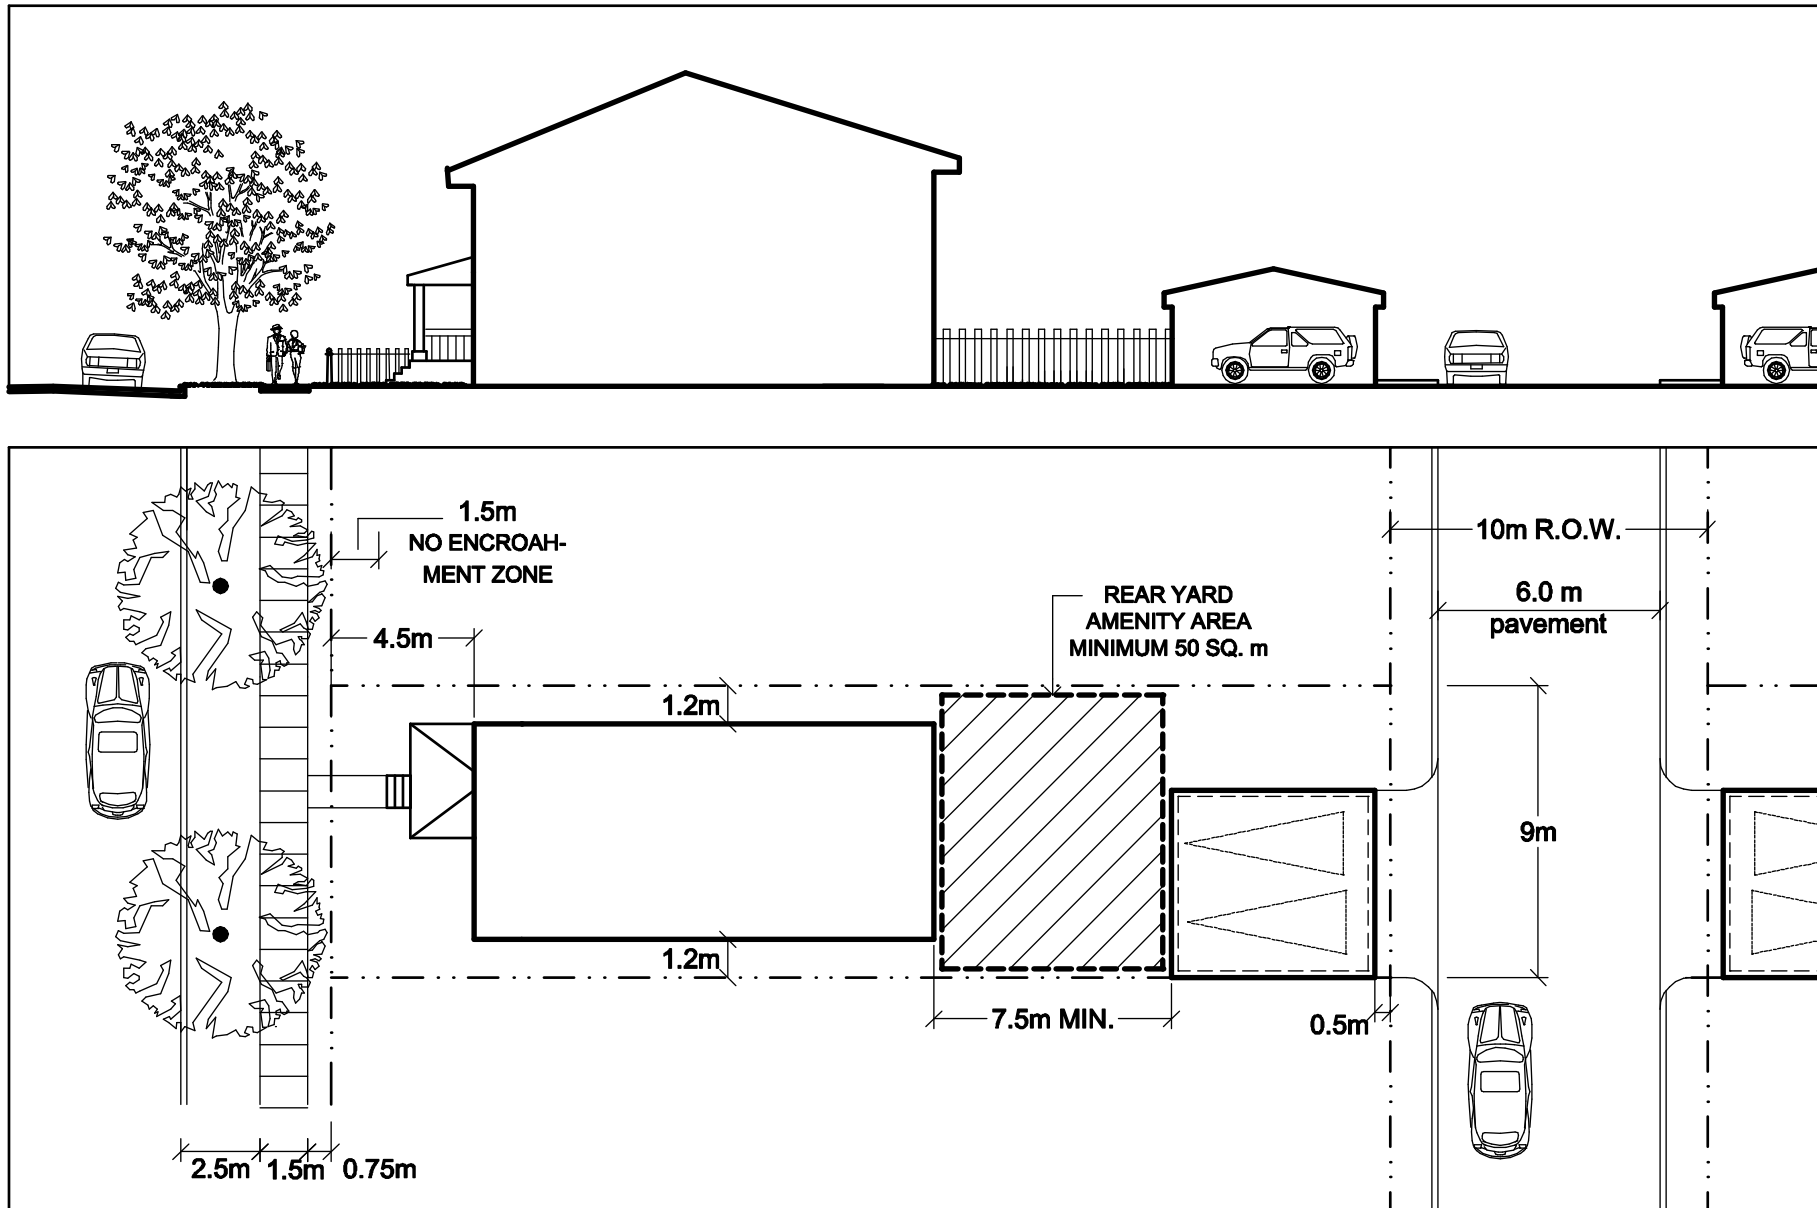 1.5m
NO ENCROAH-
MENT ZONE
10m R.O.W.
REAR YARD
AMENITY AREA
MINIMUM 50 SQ. m
6.0 m
pavement
4.5m
1.2m
9m
1.2m
7.5m MIN.
0.5m
2.5m
1.5m
0.75m